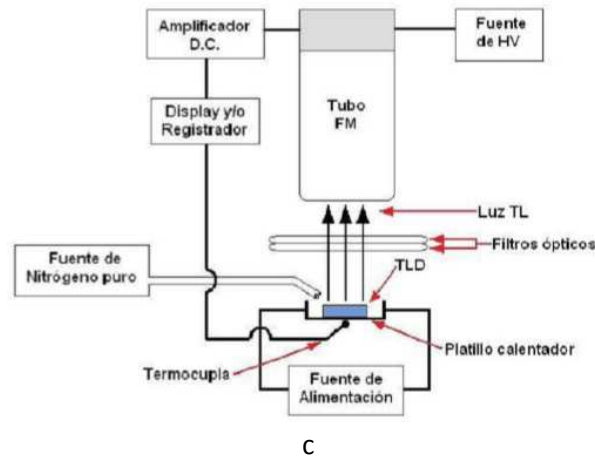 Amplificador
D.C.
Fuente
de HV
Display y/o
Registrador
Tubo
FM
Luz TL
Filtros ópticos
Fuente de
Nitrógeno puro
TLD
Platillo calentador
Termocupla
Fuente de
Alimentación
C